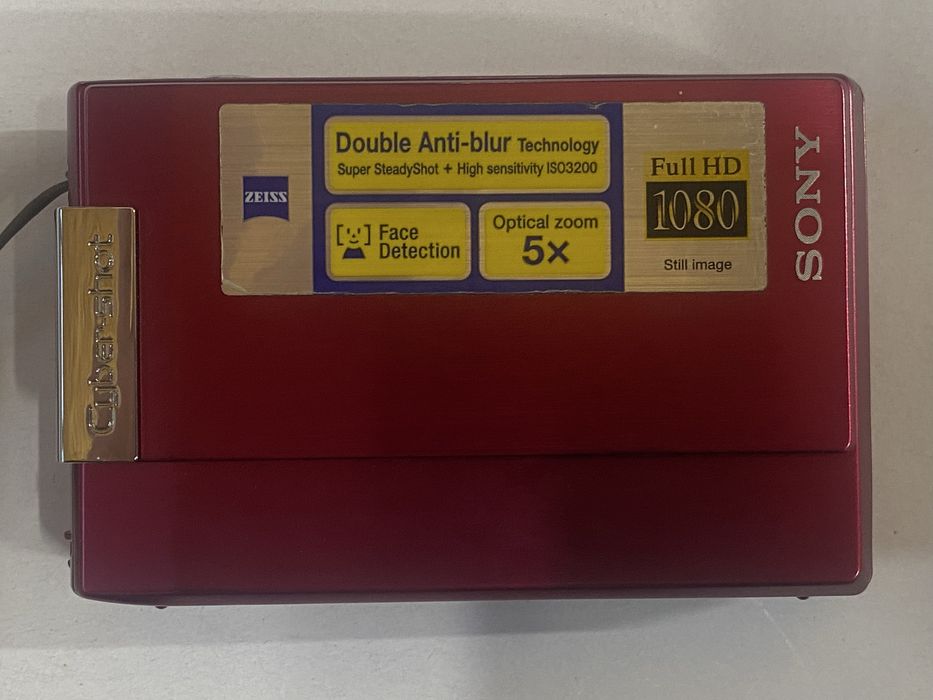 ZEISS
Double Anti-blur Technology
Super SteadyShot + High sensitivity ISO3200
Face
Detection
Optical zoom
5×
Full HD
1080
Still image
SONY
Cyber-shot